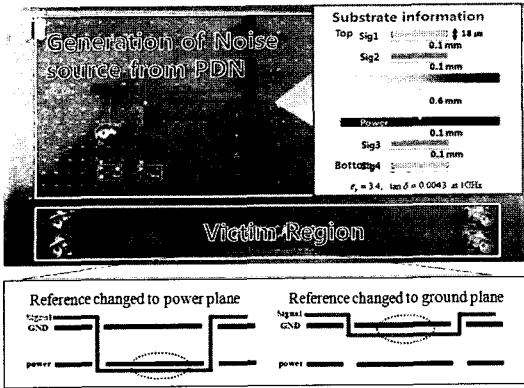 Generation of Noise
source from PDN
Substrate information
Top Sig1
18 μm
0.1 mm
Sig2
0.1 mm
0.6 mm
Power
0.1 mm
Sig3
0.1 mm
Bottom Sig4
εr = 3.4, tan δ = 0.0043 at 1GHz
Victim Region
Reference changed to power plane
Signal
GND
power
Reference changed to ground plane
Signal
GND
power